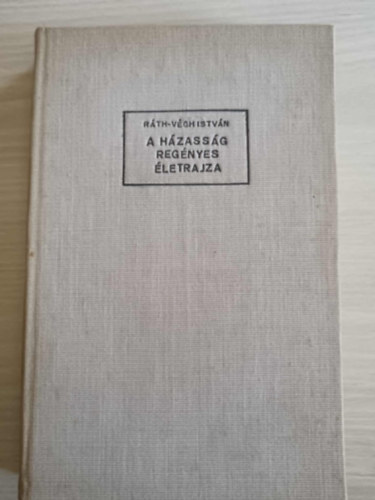 RÁTH-VÉGH ISTVÁN
A HÁZASSÁG
REGÉNYES
ÉLETRAJZA